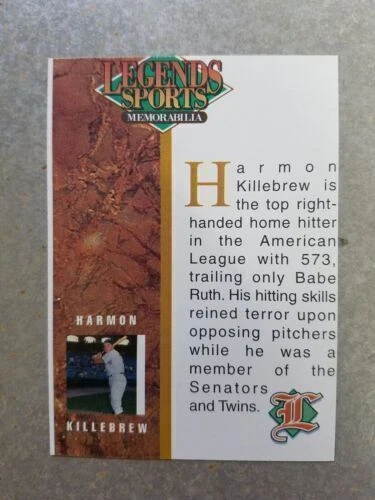 LEGENDS
SPORTS
MEMORABILIA
Harmon
Killebrew is
the top right-
handed home hitter
in the American
League with 573,
trailing only Babe
Ruth. His hitting skills
reined terror upon
opposing pitchers
while he was a
member of the
Senators
and Twins.
HARMON
KILLEBREW
L